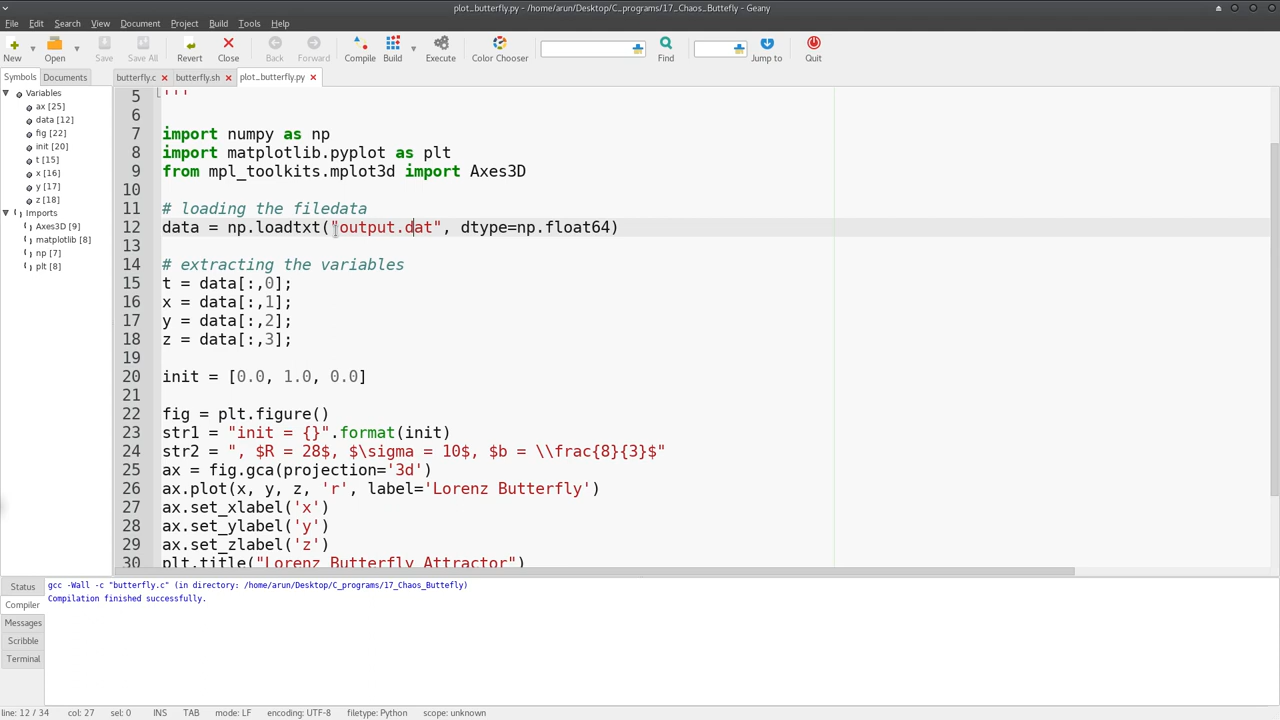 plot_butterfly.py - /home/arun/Desktop/C_programs/17_Chaos_Buttefly - Geany
File Edit Search View Document Project Build Tools Help
New Open Save Save All Revert Close Back Forward Compile Build Execute Color Chooser Find Jump to Quit
Symbols Documents butterfly.c butterfly.sh plot_butterfly.py
Variables
ax [25]
data [12]
fig [22]
init [20]
t [15]
x [16]
y [17]
z [18]
Imports
Axes3D [9]
matplotlib [8]
np [7]
plt [8]
5 '''
6
7 import numpy as np
8 import matplotlib.pyplot as plt
9 from mpl_toolkits.mplot3d import Axes3D
10
11 # loading the filedata
12 data = np.loadtxt("output.dat", dtype=np.float64)
13
14 # extracting the variables
15 t = data[:,0];
16 x = data[:,1];
17 y = data[:,2];
18 z = data[:,3];
19
20 init = [0.0, 1.0, 0.0]
21
22 fig = plt.figure()
23 str1 = "init = {}".format(init)
24 str2 = ", $R = 28$, $\sigma = 10$, $b = \\frac{8}{3}$"
25 ax = fig.gca(projection='3d')
26 ax.plot(x, y, z, 'r', label='Lorenz Butterfly')
27 ax.set_xlabel('x')
28 ax.set_ylabel('y')
29 ax.set_zlabel('z')
30 plt.title("Lorenz Butterfly Attractor")
Status
Compiler
Messages
Scribble
Terminal
gcc -Wall -c "butterfly.c" (in directory: /home/arun/Desktop/C_programs/17_Chaos_Buttefly)
Compilation finished successfully.
line: 12 / 34 col: 27 sel: 0 INS TAB mode: LF encoding: UTF-8 filetype: Python scope: unknown